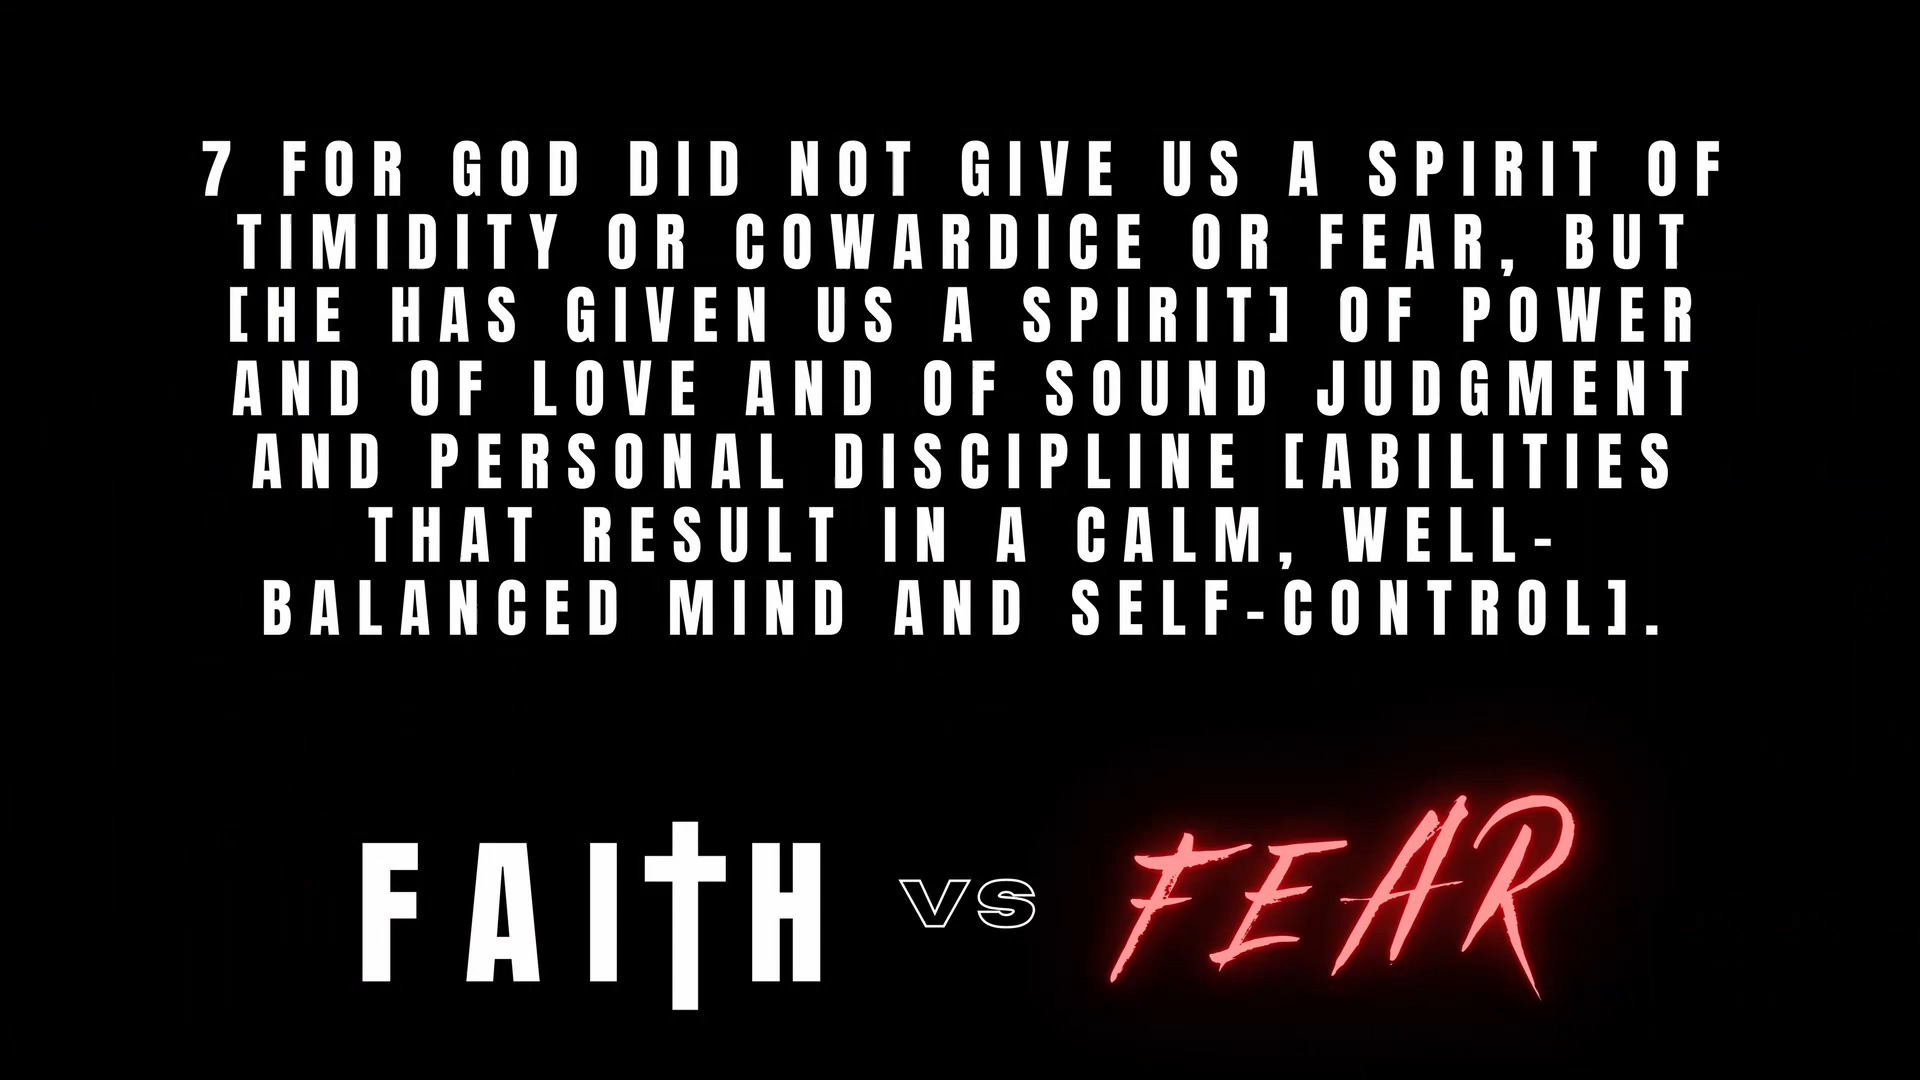 7 FOR GOD DID NOT GIVE US A SPIRIT OF
TIMIDITY OR COWARDICE OR FEAR, BUT
[HE HAS GIVEN US A SPIRIT] OF POWER
AND OF LOVE AND OF SOUND JUDGMENT
AND PERSONAL DISCIPLINE [ABILITIES
THAT RESULT IN A CALM, WELL-
BALANCED MIND AND SELF-CONTROL].
FAITH VS FEAR